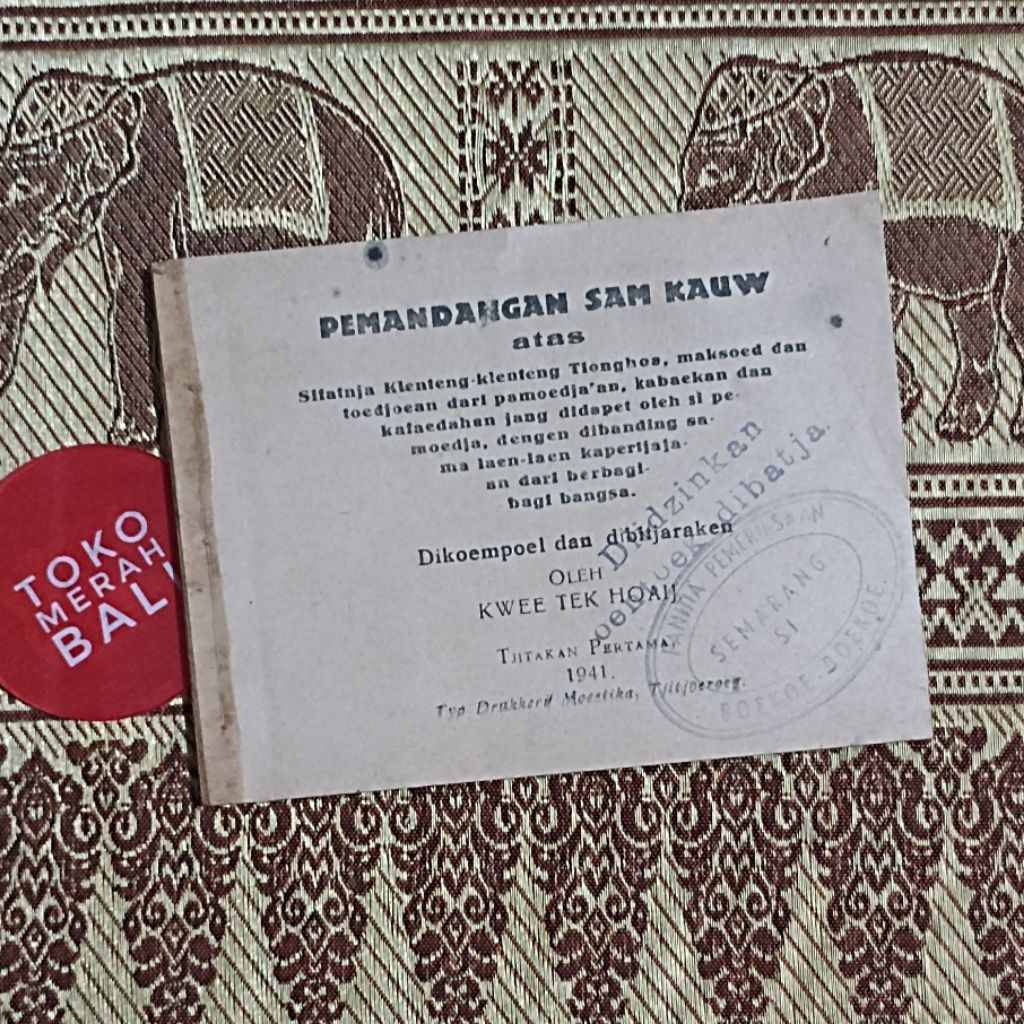 PEMANDANGAN SAM KAUW
atas
Sifatnja Klenteng-klenteng Tionghoa, maksoed dan
toedjoean dari pamoedja'an, kabaekan dan
kafaedahan jang didapet oleh si pe-
moedja, dengen dibanding sa-
ma laen-laen kapertjaja-
an dari berbagi-
bagi bangsa.
Dikoempoel dan dibitjaraken
OLEH
KWEE TEK HOAIJ
TJITAKAN PERTAMA
1941.
Typ Drukkerij Moestika, Tjitjoeroeg.
Diidzinkan
oentoek dibatja.
PANITIA PEMERIKSAAN
SEMARANG.
SI
BOEKOE-BOEKOE.
TOKO
MERAH
BALI